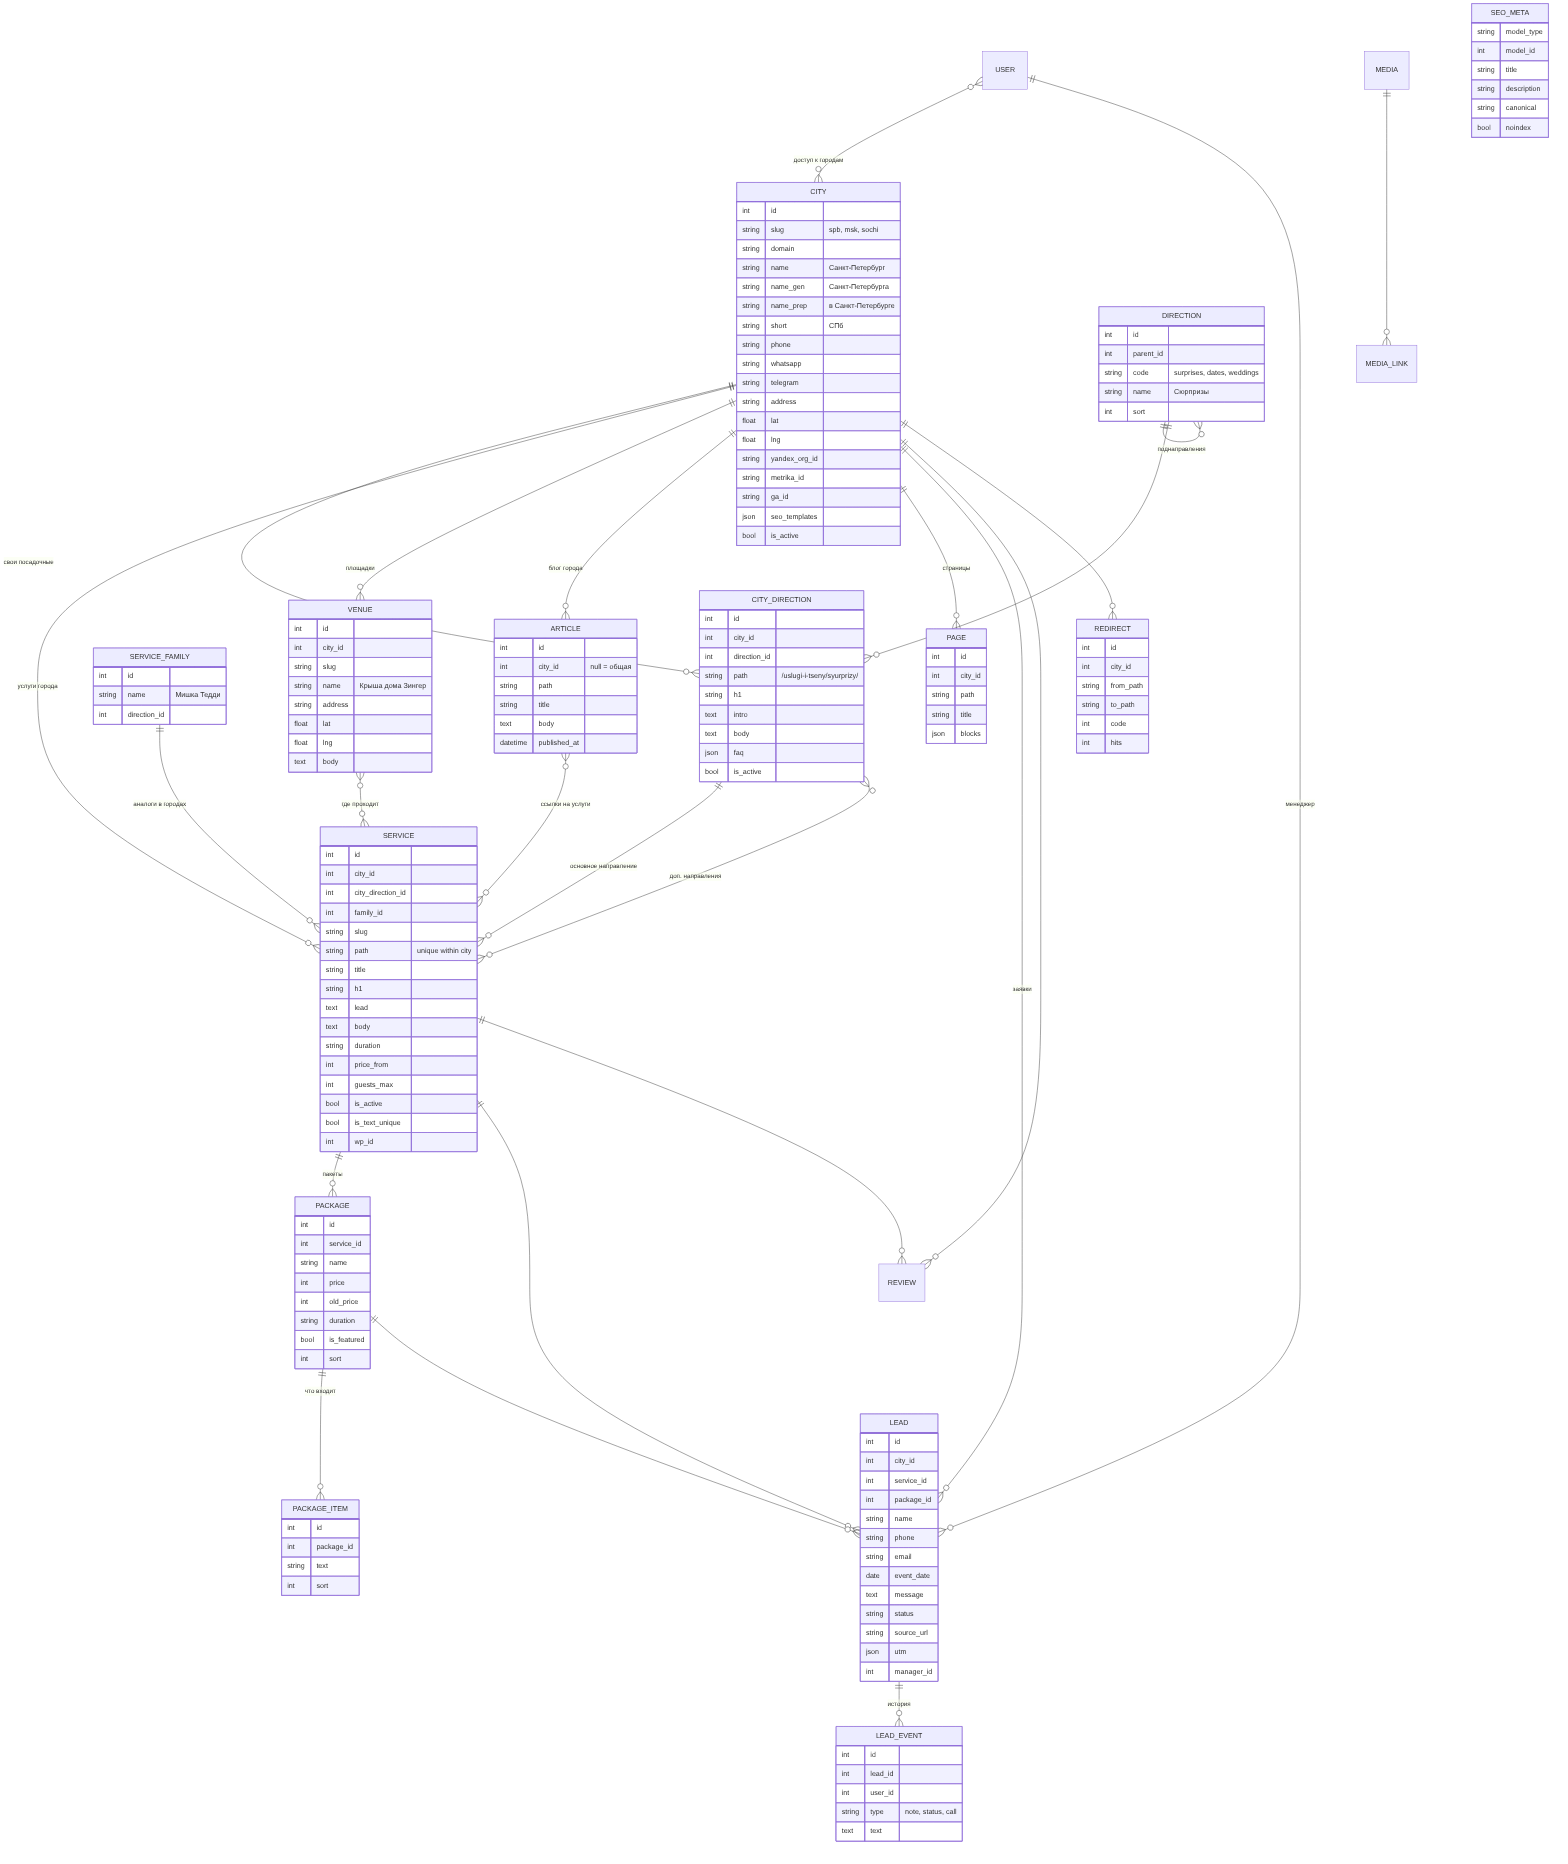 SEO_META
string model_type
int model_id
string title
string description
string canonical
bool noindex
USER
MEDIA
доступ к городам
CITY
int id
string slug spb, msk, sochi
string domain
string name Санкт-Петербург
string name_gen Санкт-Петербурга
string name_prep в Санкт-Петербурге
string short СПб
string phone
string whatsapp
string telegram
string address
float lat
float lng
string yandex_org_id
string metrika_id
string ga_id
json seo_templates
bool is_active
DIRECTION
int id
int parent_id
string code surprises, dates, weddings
string name Сюрпризы
int sort
MEDIA_LINK
поднаправления
свои посадочные
площадки
блог города
страницы
VENUE
int id
int city_id
string slug
string name Крыша дома Зингер
string address
float lat
float lng
text body
ARTICLE
int id
int city_id null = общая
string path
string title
text body
datetime published_at
CITY_DIRECTION
int id
int city_id
int direction_id
string path /uslugi-i-tseny/syurprizy/
string h1
text intro
text body
json faq
bool is_active
PAGE
int id
int city_id
string path
string title
json blocks
REDIRECT
int id
int city_id
string from_path
string to_path
int code
int hits
SERVICE_FAMILY
int id
string name Мишка Тедди
int direction_id
услуги города
аналоги в городах
где проходит
ссылки на услуги
менеджер
основное направление
доп. направления
SERVICE
int id
int city_id
int city_direction_id
int family_id
string slug
string path unique within city
string title
string h1
text lead
text body
string duration
int price_from
int guests_max
bool is_active
bool is_text_unique
int wp_id
заявки
пакеты
PACKAGE
int id
int service_id
string name
int price
int old_price
string duration
bool is_featured
int sort
REVIEW
что входит
PACKAGE_ITEM
int id
int package_id
string text
int sort
LEAD
int id
int city_id
int service_id
int package_id
string name
string phone
string email
date event_date
text message
string status
string source_url
json utm
int manager_id
история
LEAD_EVENT
int id
int lead_id
int user_id
string type note, status, call
text text